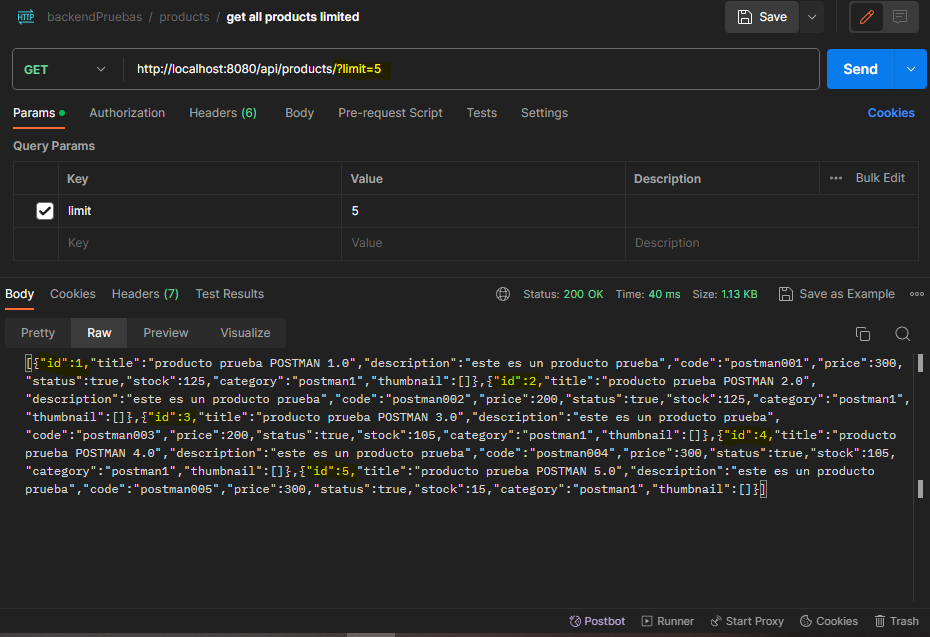 HTTP backendPruebas / products / get all products limited Save
GET http://localhost:8080/api/products/?limit=5 Send
Params Authorization Headers (6) Body Pre-request Script Tests Settings Cookies
Query Params
Key Value Description Bulk Edit
limit 5
Key Value Description
Body Cookies Headers (7) Test Results Status: 200 OK Time: 40 ms Size: 1.13 KB Save as Example
Pretty Raw Preview Visualize
[{"id":1,"title":"producto prueba POSTMAN 1.0","description":"este es un producto prueba","code":"postman001","price":300,
"status":true,"stock":125,"category":"postman1","thumbnail":[]},{"id":2,"title":"producto prueba POSTMAN 2.0",
"description":"este es un producto prueba","code":"postman002","price":200,"status":true,"stock":125,"category":"postman1",
"thumbnail":[]},{"id":3,"title":"producto prueba POSTMAN 3.0","description":"este es un producto prueba",
"code":"postman003","price":200,"status":true,"stock":105,"category":"postman1","thumbnail":[]},{"id":4,"title":"producto
prueba POSTMAN 4.0","description":"este es un producto prueba","code":"postman004","price":300,"status":true,"stock":105,
"category":"postman1","thumbnail":[]},{"id":5,"title":"producto prueba POSTMAN 5.0","description":"este es un producto
prueba","code":"postman005","price":300,"status":true,"stock":15,"category":"postman1","thumbnail":[]}]
Postbot Runner Start Proxy Cookies Trash